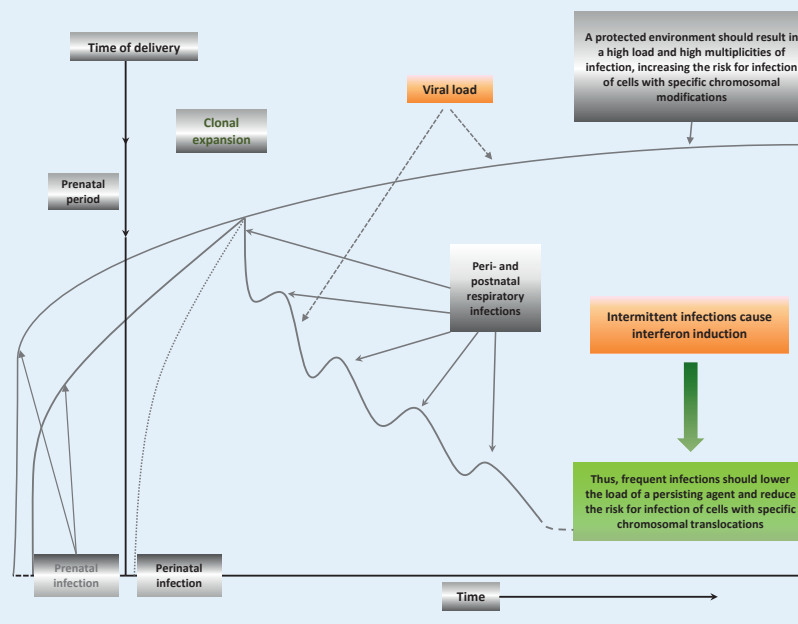 Time of delivery
A protected environment should result in
a high load and high multiplicities of
infection, increasing the risk for infection
of cells with specific chromosomal
modifications
Viral load
Clonal
expansion
Prenatal
period
Peri- and
postnatal
respiratory
infections
Intermittent infections cause
interferon induction
Thus, frequent infections should lower
the load of a persisting agent and reduce
the risk for infection of cells with specific
chromosomal translocations
Prenatal
infection
Perinatal
infection
Time